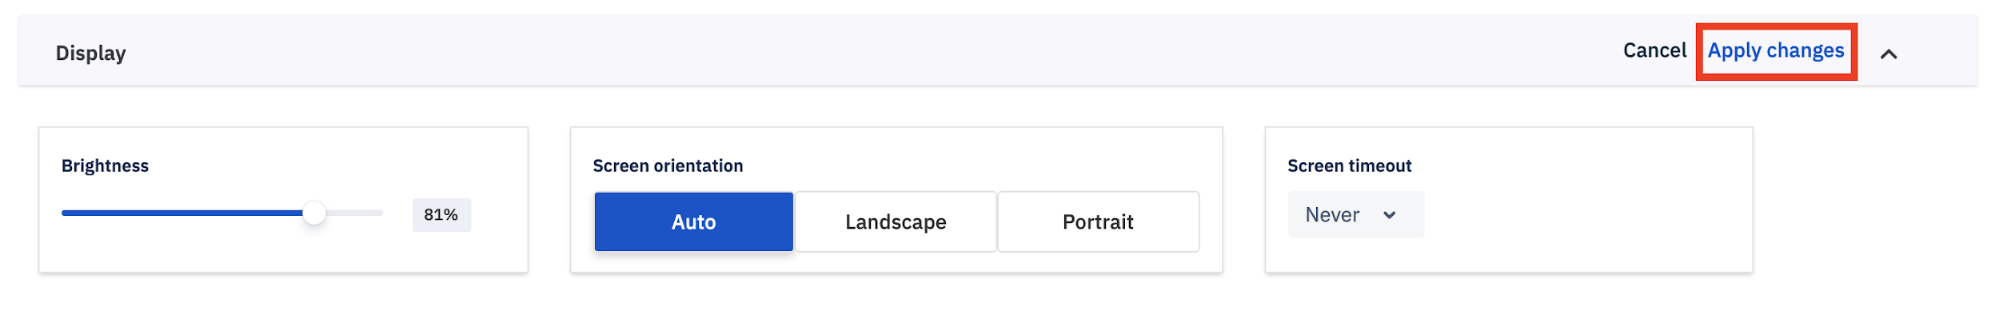 Display
Cancel Apply changes
Brightness
81%
Screen orientation
Auto Landscape Portrait
Screen timeout
Never